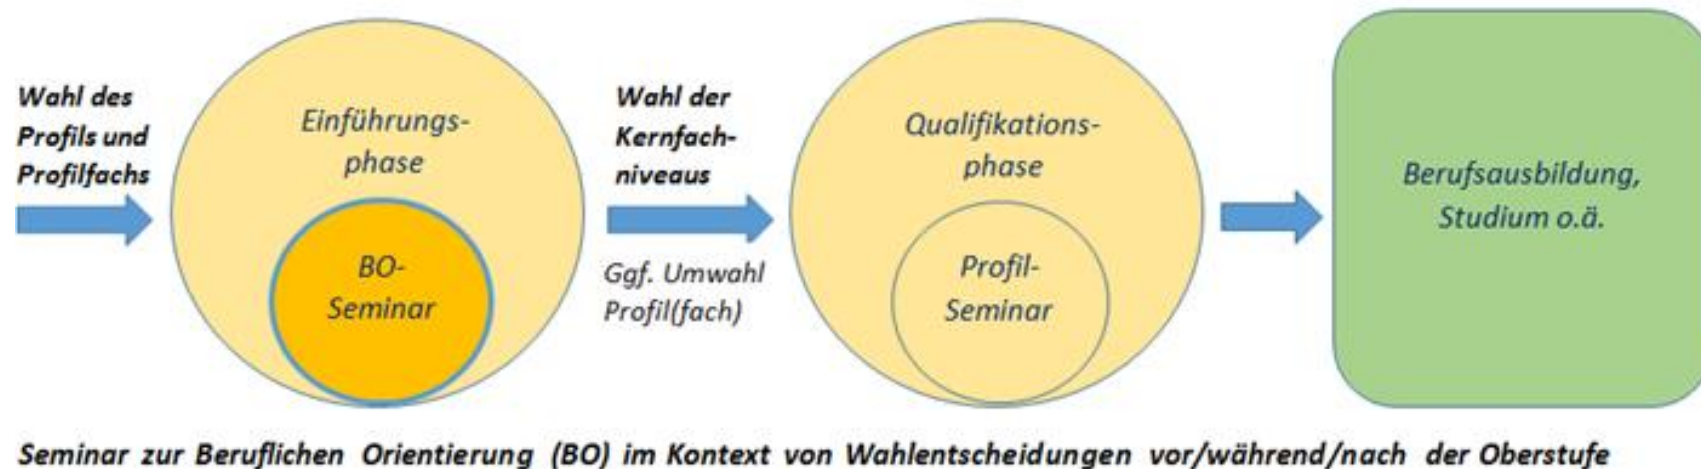 Wahl des
Profils und
Profilfachs
Einführungs-
phase
BO-
Seminar
Wahl der
Kernfach-
niveaus
Ggf. Umwahl
Profil(fach)
Qualifikations-
phase
Profil-
Seminar
Berufsausbildung,
Studium o.ä.
Seminar zur Beruflichen Orientierung (BO) im Kontext von Wahlentscheidungen vor/während/nach der Oberstufe